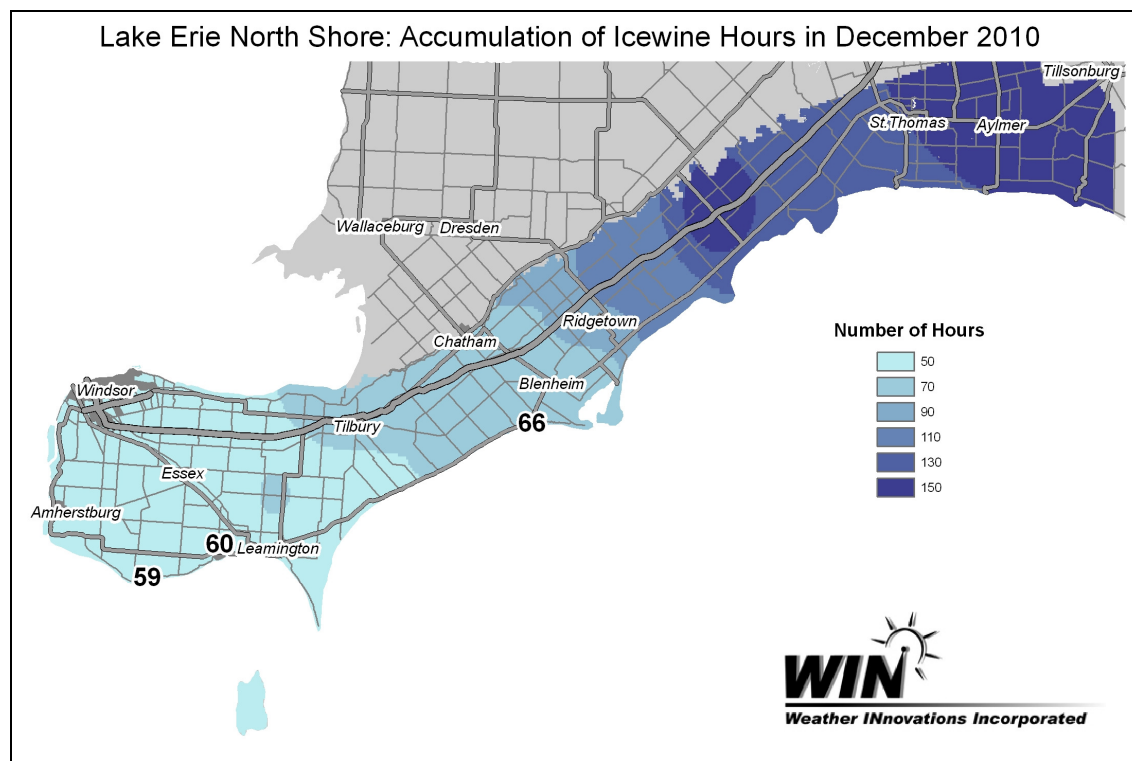 Lake Erie North Shore: Accumulation of Icewine Hours in December 2010
Tillsonburg
St.Thomas
Aylmer
Wallaceburg
Dresden
Ridgetown
Chatham
Number of Hours
50
70
90
110
130
150
Windsor
Blenheim
66
Tilbury
Essex
Amherstburg
60
Leamington
59
WIN
Weather INnovations Incorporated